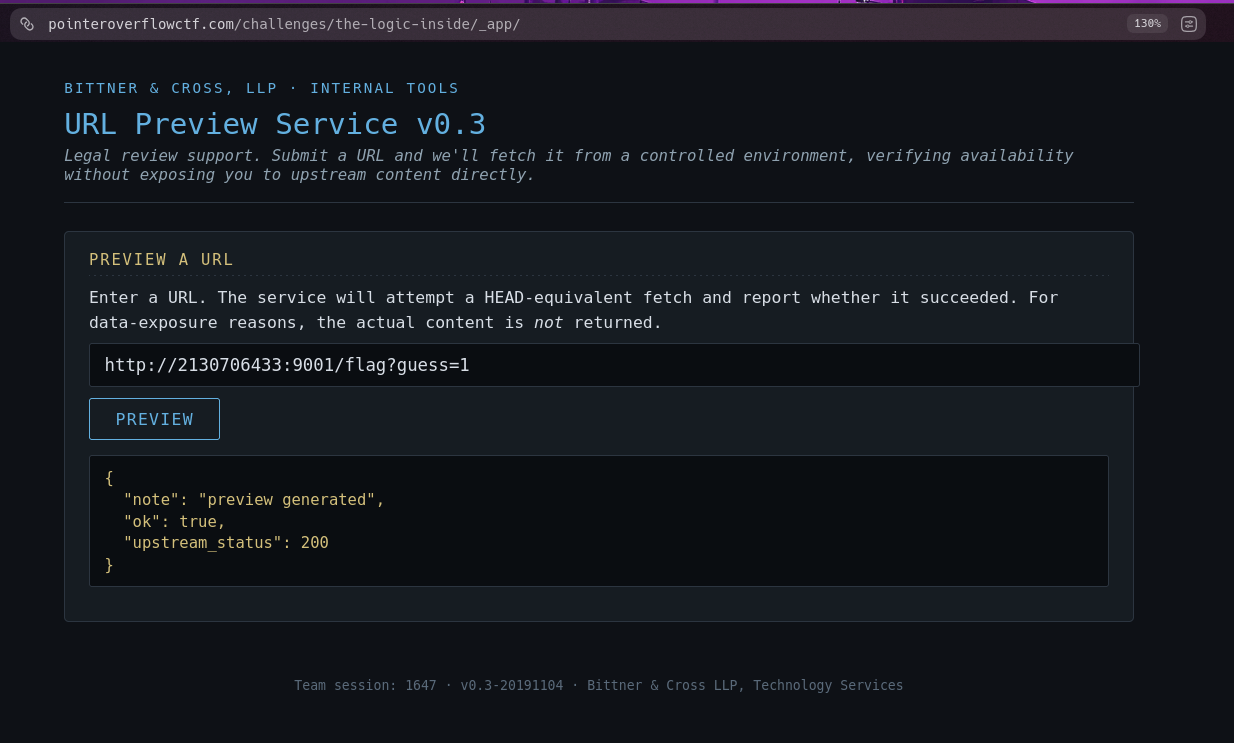 pointeroverflowctf.com/challenges/the-logic-inside/_app/ 130%
BITTNER & CROSS, LLP · INTERNAL TOOLS
URL Preview Service v0.3
Legal review support. Submit a URL and we'll fetch it from a controlled environment, verifying availability
without exposing you to upstream content directly.
PREVIEW A URL
Enter a URL. The service will attempt a HEAD-equivalent fetch and report whether it succeeded. For
data-exposure reasons, the actual content is not returned.
http://2130706433:9001/flag?guess=1
PREVIEW
{
  "note": "preview generated",
  "ok": true,
  "upstream_status": 200
}
Team session: 1647 · v0.3-20191104 · Bittner & Cross LLP, Technology Services